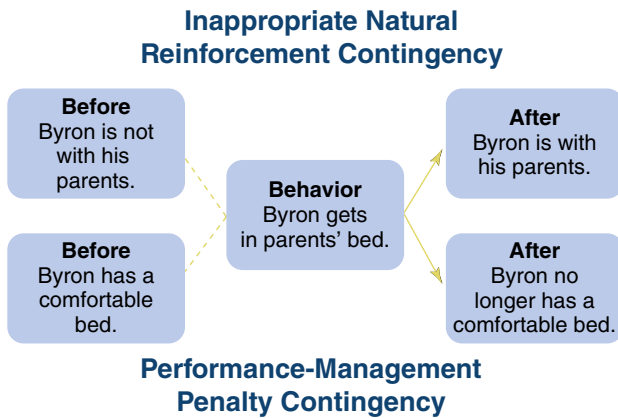 Inappropriate Natural
Reinforcement Contingency
Before
Byron is not
with his
parents.
After
Byron is with
his parents.
Behavior
Byron gets
in parents' bed.
Before
Byron has a
comfortable
bed.
After
Byron no
longer has a
comfortable bed.
Performance-Management
Penalty Contingency